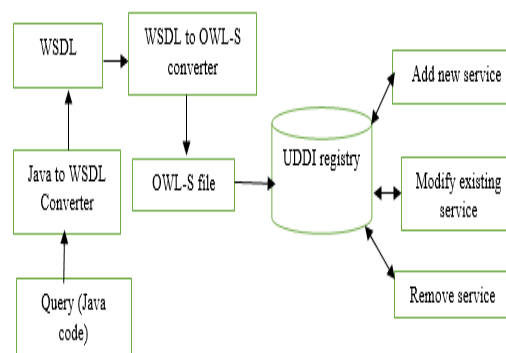 WSDL
WSDL to OWL-S
converter
Add new service
Java to WSDL
Converter
OWL-S file
UDDI registry
Modify existing
service
Query (Java
code)
Remove service